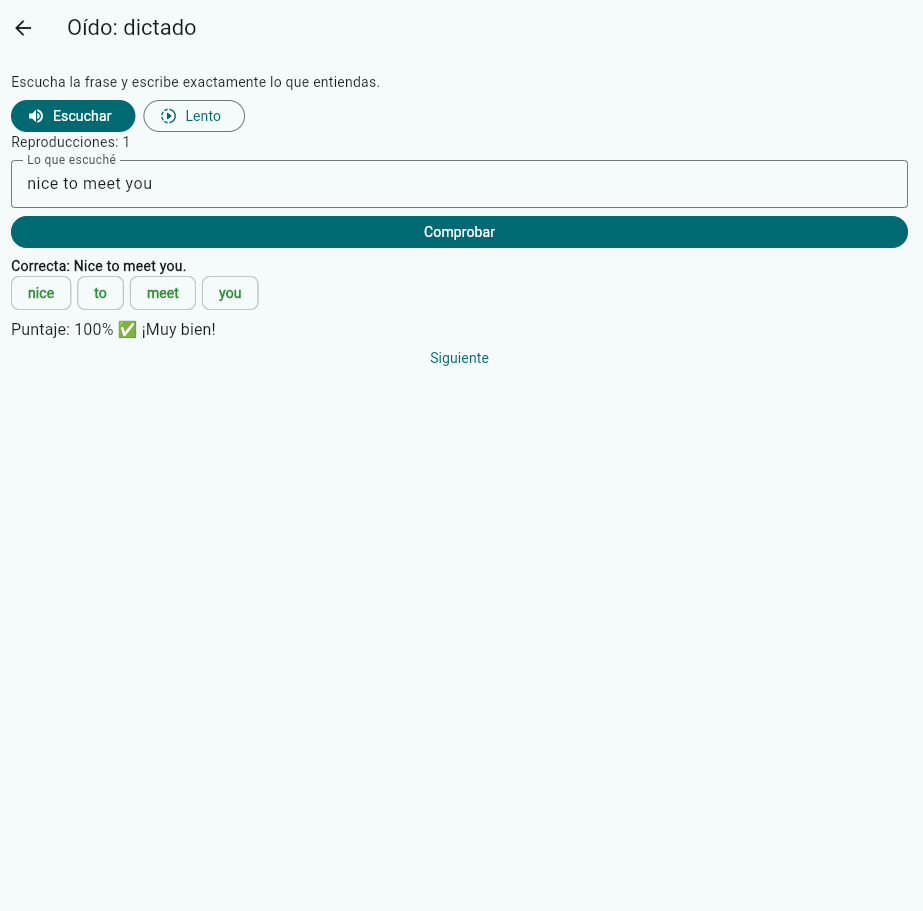 Oído: dictado
Escucha la frase y escribe exactamente lo que entiendas.
Escuchar Lento
Reproducciones: 1
Lo que escuché
nice to meet you
Comprobar
Correcta: Nice to meet you.
nice to meet you
Puntaje: 100% ✅ ¡Muy bien!
Siguiente